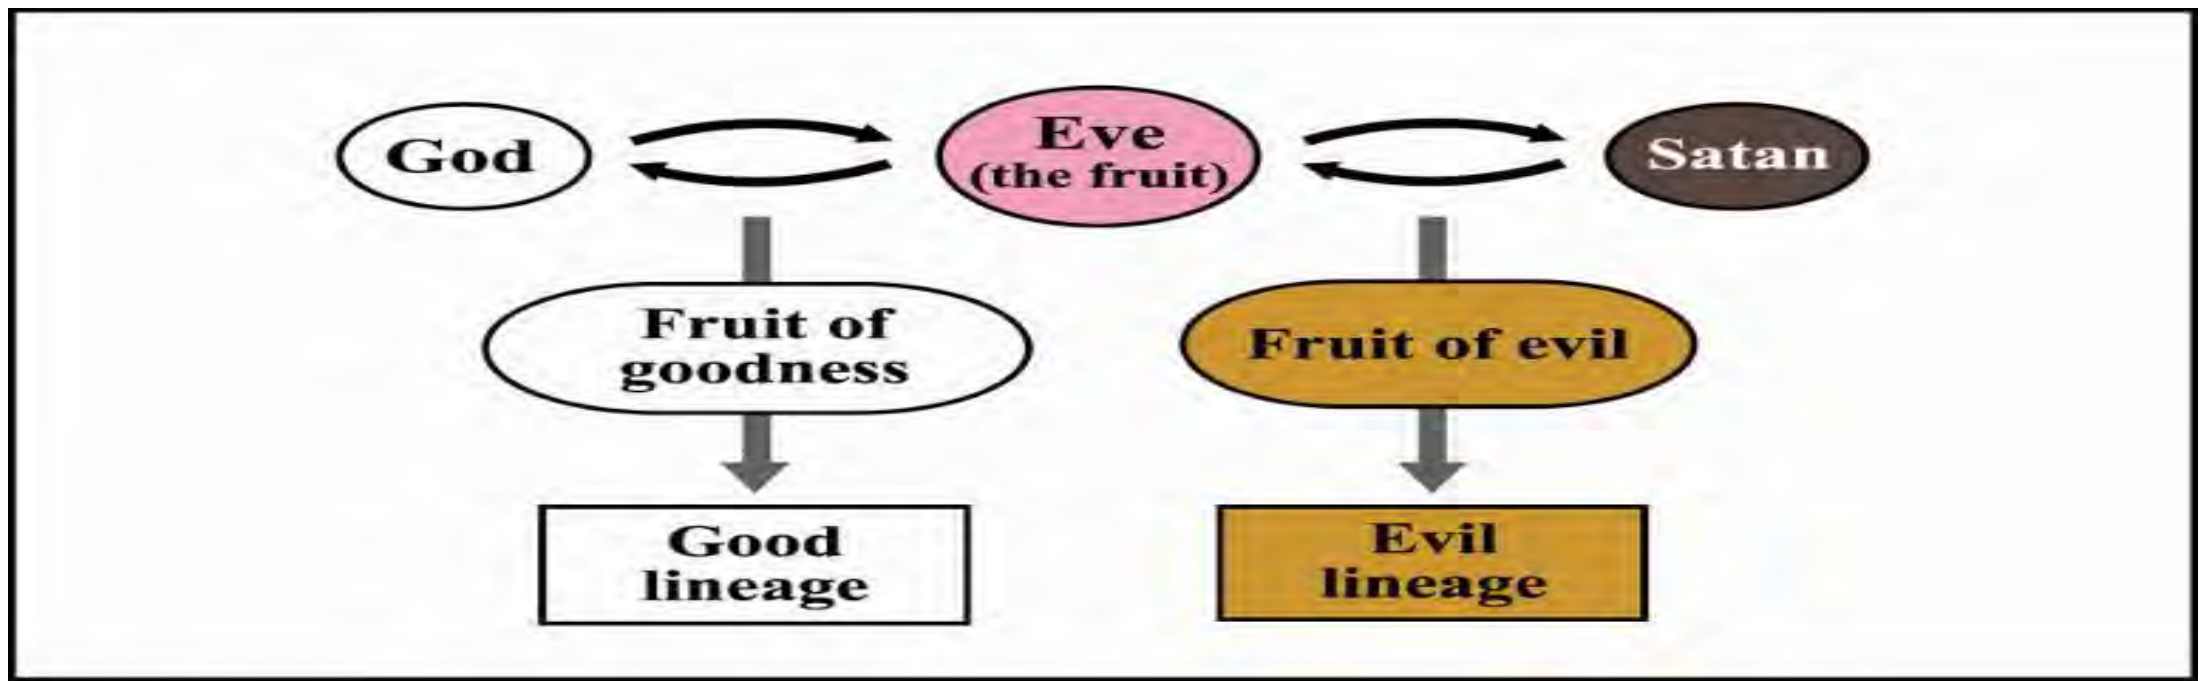 God
Eve
(the fruit)
Satan
Fruit of
goodness
Fruit of evil
Good
lineage
Evil
lineage